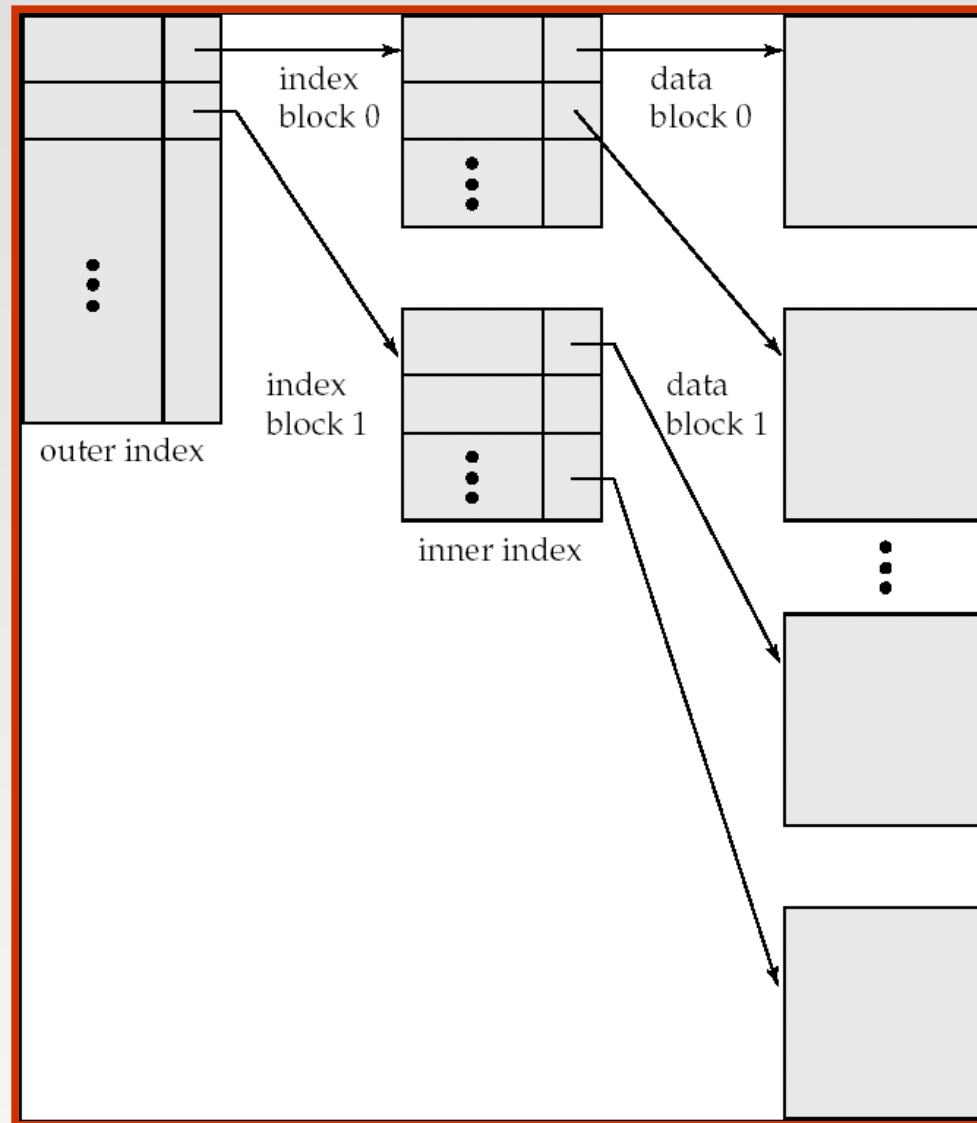 index
block 0
data
block 0
index
block 1
data
block 1
outer index
inner index